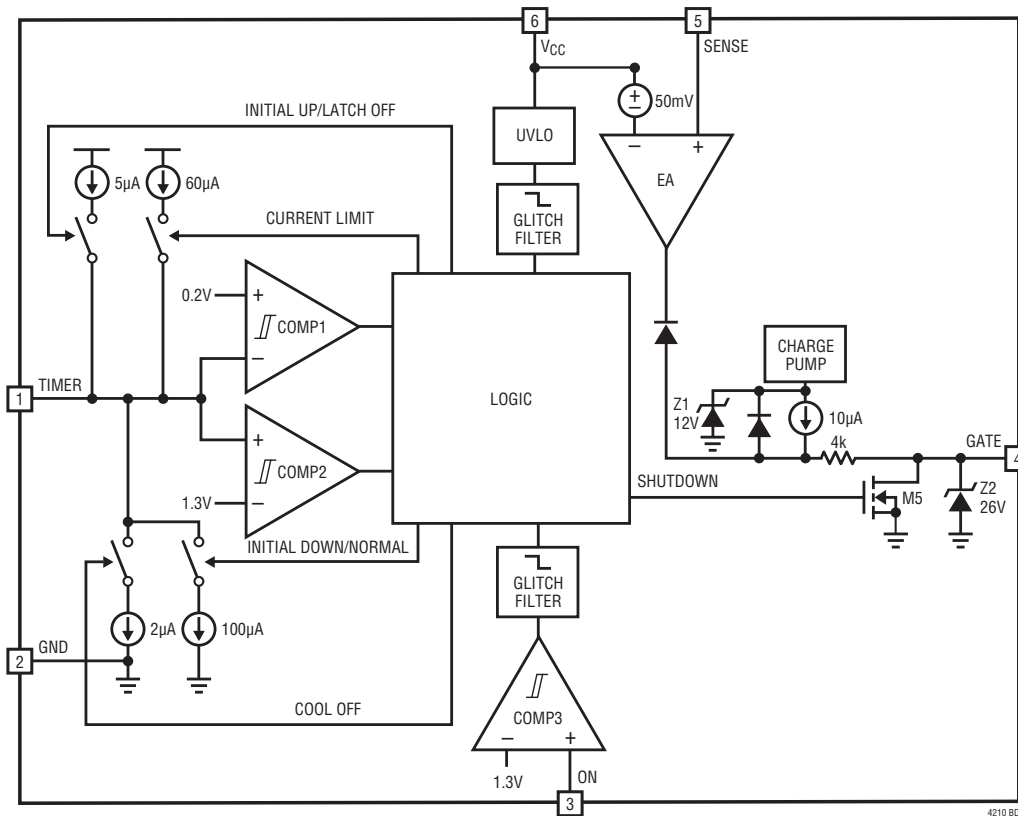 6
5
VCC
SENSE
50mV
INITIAL UP/LATCH OFF
UVLO
− +
EA
5µA
60µA
CURRENT LIMIT
GLITCH
FILTER
0.2V
+
COMP1
−
CHARGE
PUMP
TIMER
1
LOGIC
Z1
12V
10µA
4k
GATE
4
+
COMP2
1.3V
−
SHUTDOWN
M5
Z2
26V
INITIAL DOWN/NORMAL
GLITCH
FILTER
2µA
100µA
GND
2
COOL OFF
COMP3
− +
1.3V
ON
3
4210 BD